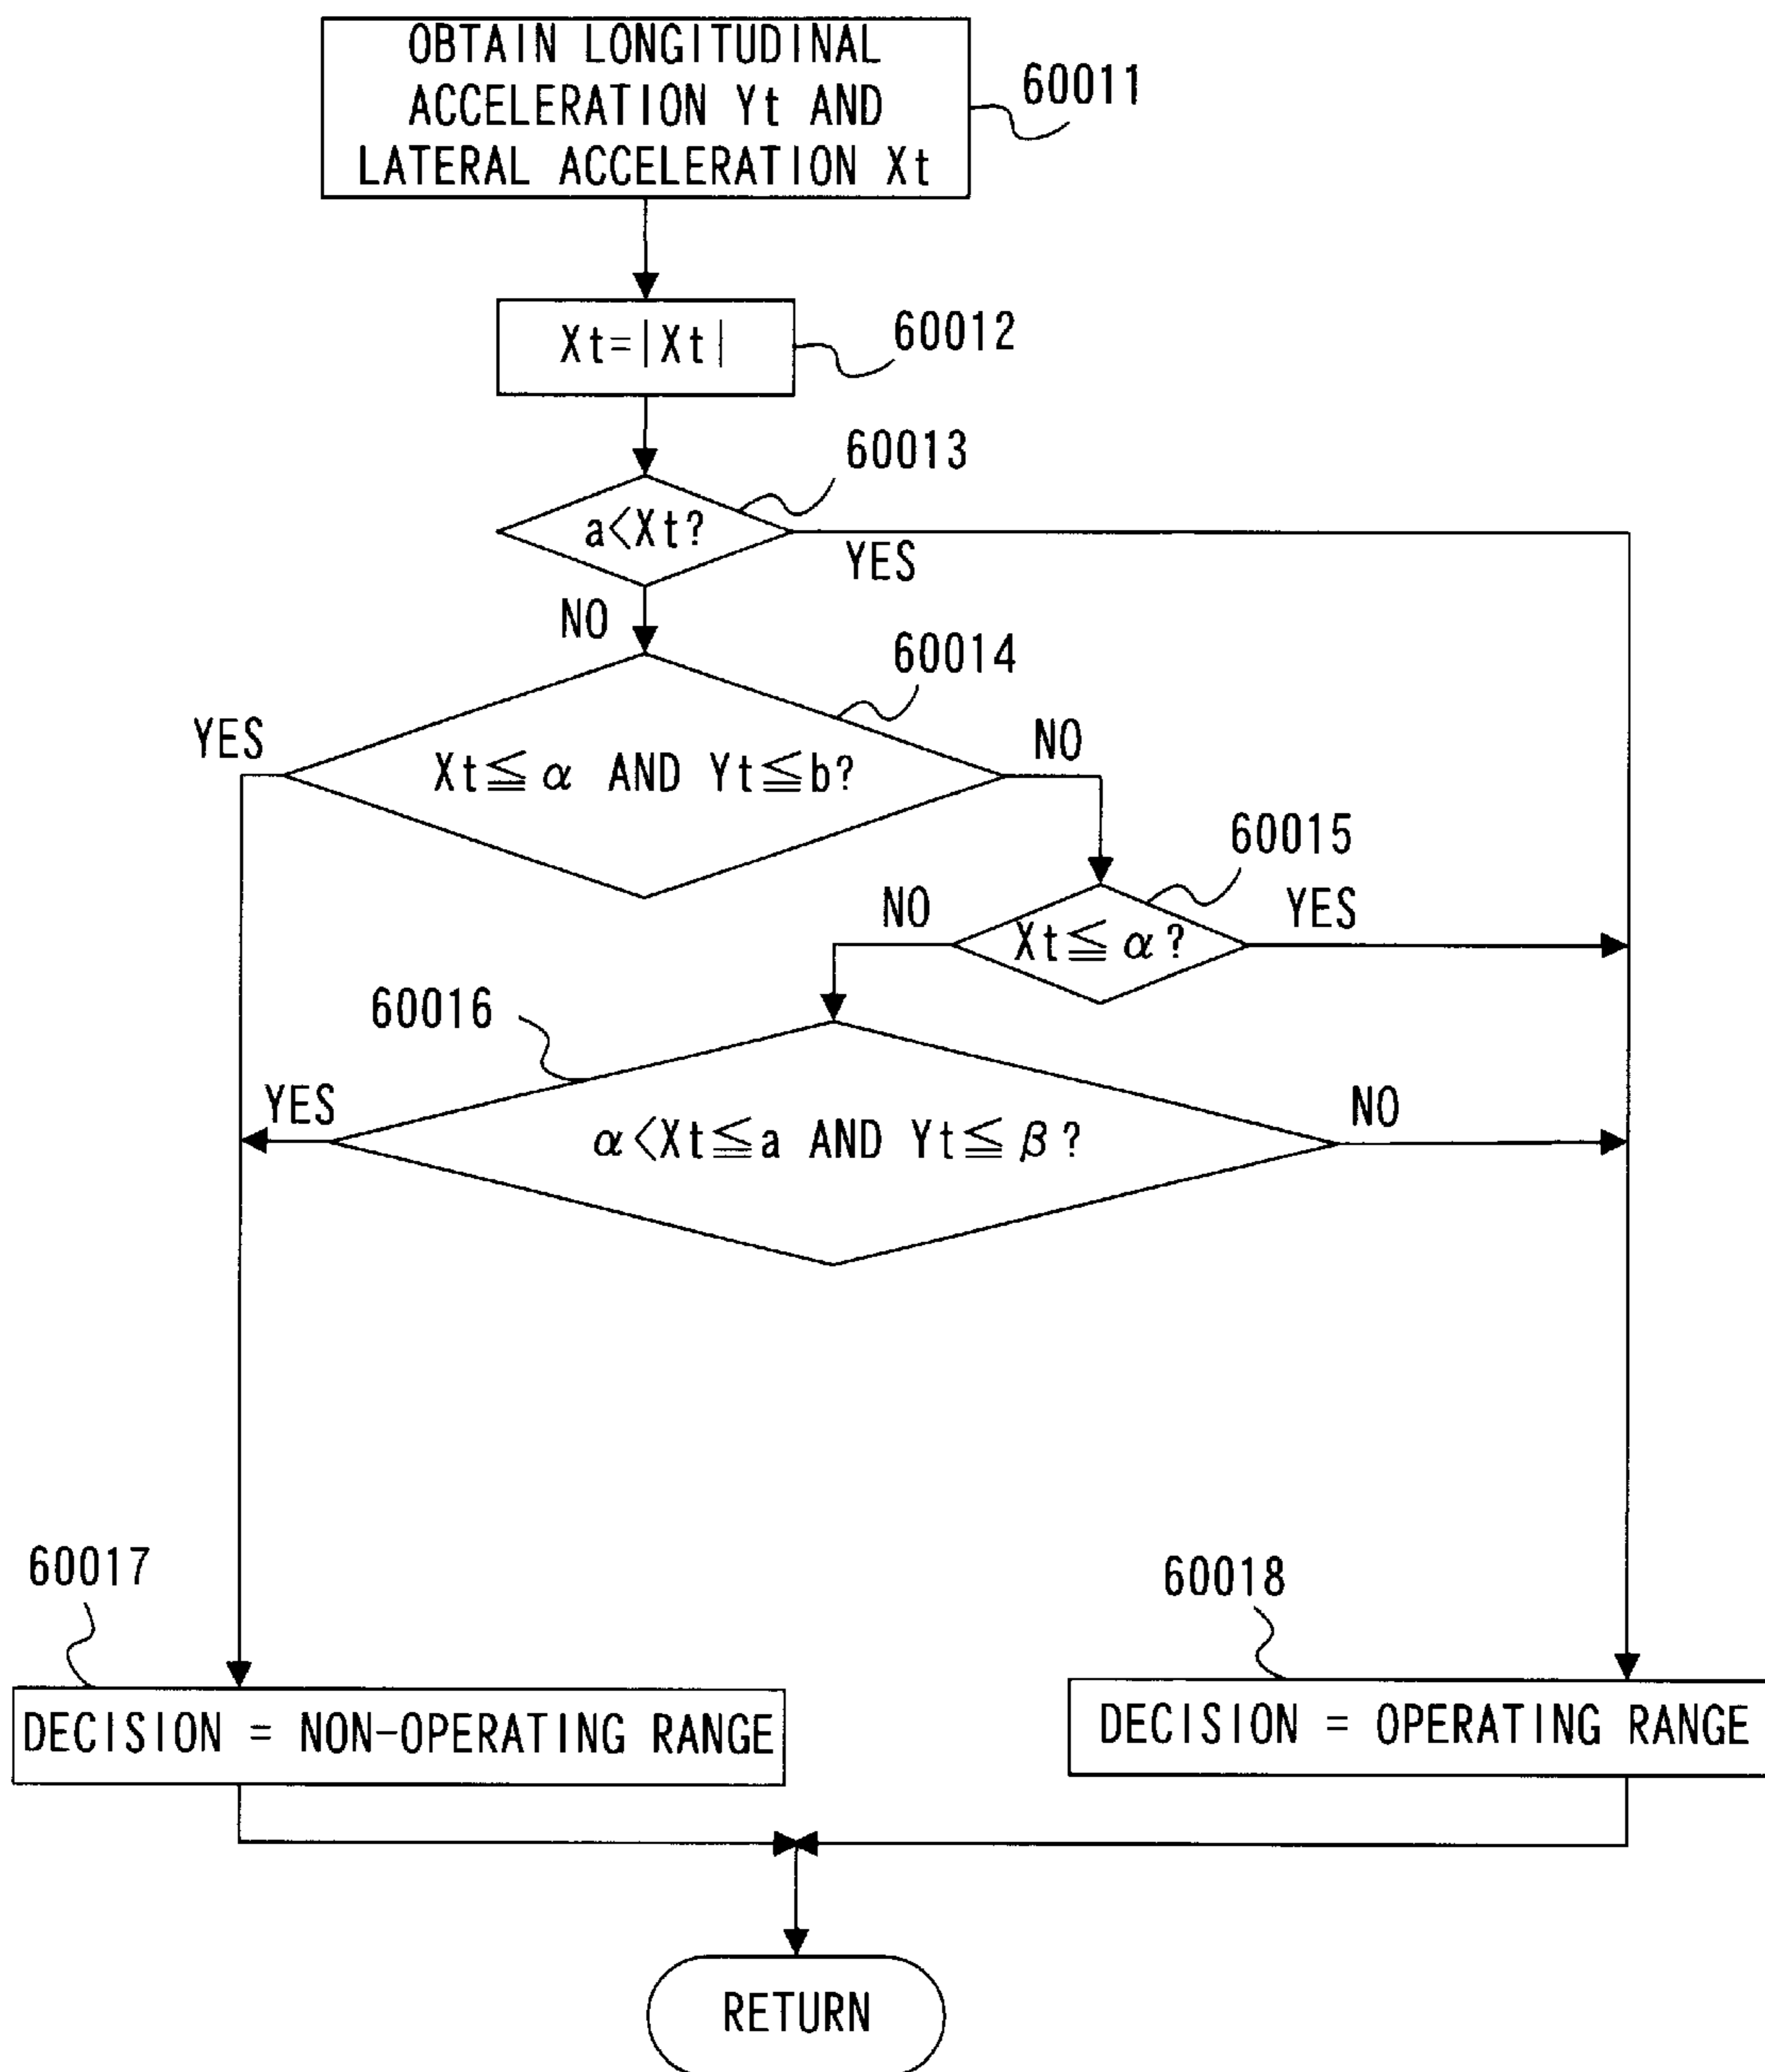 OBTAIN LONGITUDINAL
ACCELERATION Yt AND
LATERAL ACCELERATION Xt
60011
Xt=|Xt|
60012
60013
a<Xt?
YES
NO
60014
YES
Xt≦α AND Yt≦b?
NO
60015
NO
Xt≦α?
YES
60016
YES
α<Xt≦a AND Yt≦β?
NO
60017
60018
DECISION = NON-OPERATING RANGE
DECISION = OPERATING RANGE
RETURN